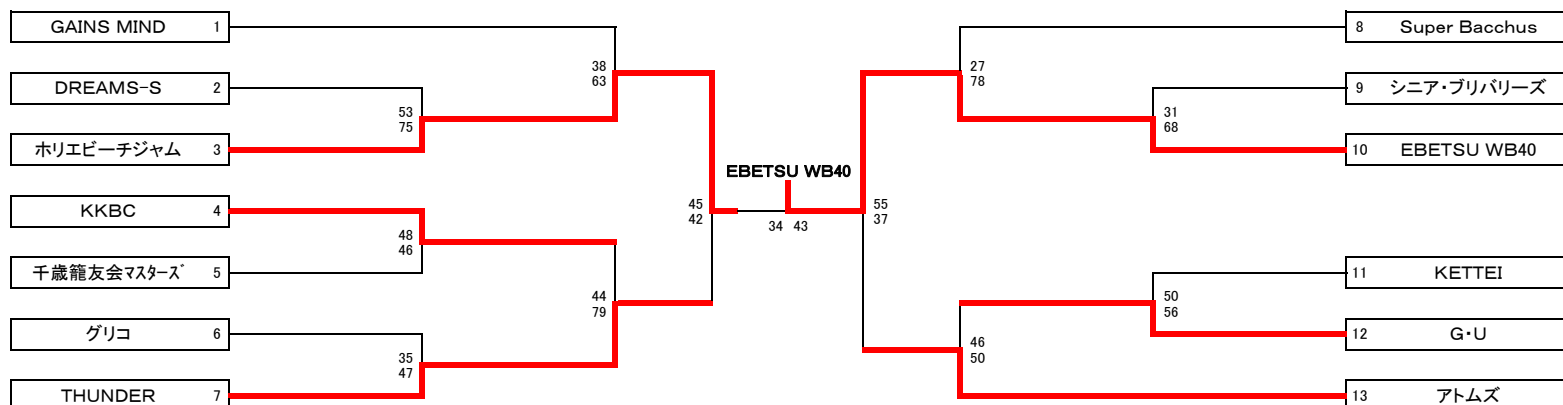 GAINS MIND 1
DREAMS-S 2
ホリエビーチジャム 3
KKBC 4
千歳籠友会ﾏｽﾀｰｽﾞ 5
グリコ 6
THUNDER 7
53
75
48
46
35
47
38
63
44
79
45
42
EBETSU WB40
34 43
55
37
27
78
46
50
31
68
50
56
8 Super Bacchus
9 シニア・ブリバリーズ
10 EBETSU WB40
11 KETTEI
12 G・U
13 アトムズ